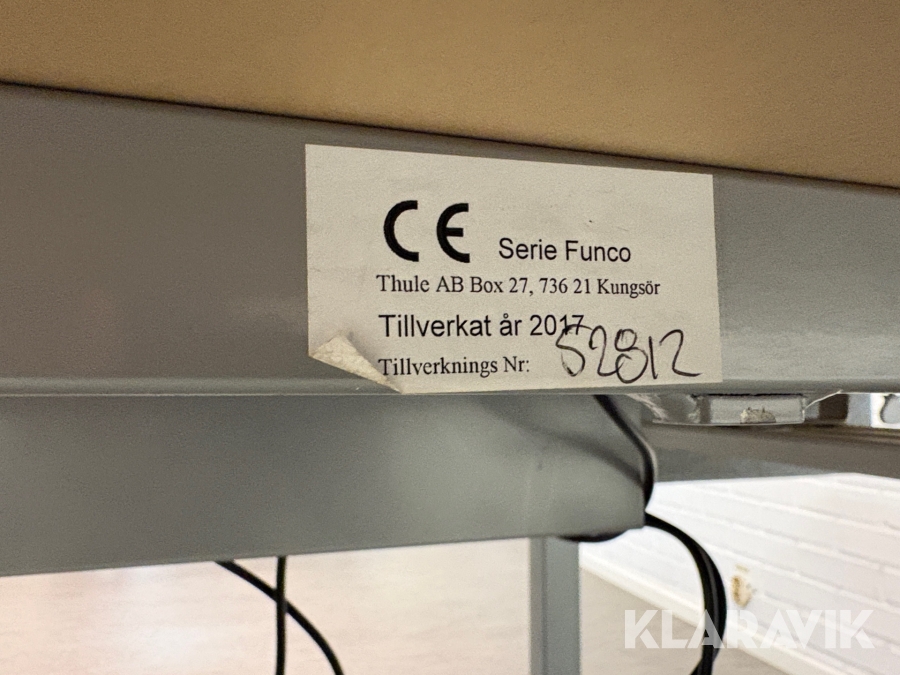 CE Serie Funco
Thule AB Box 27, 736 21 Kungsör
Tillverkat år 2017
Tillverknings Nr: 52812
KLARAVIK